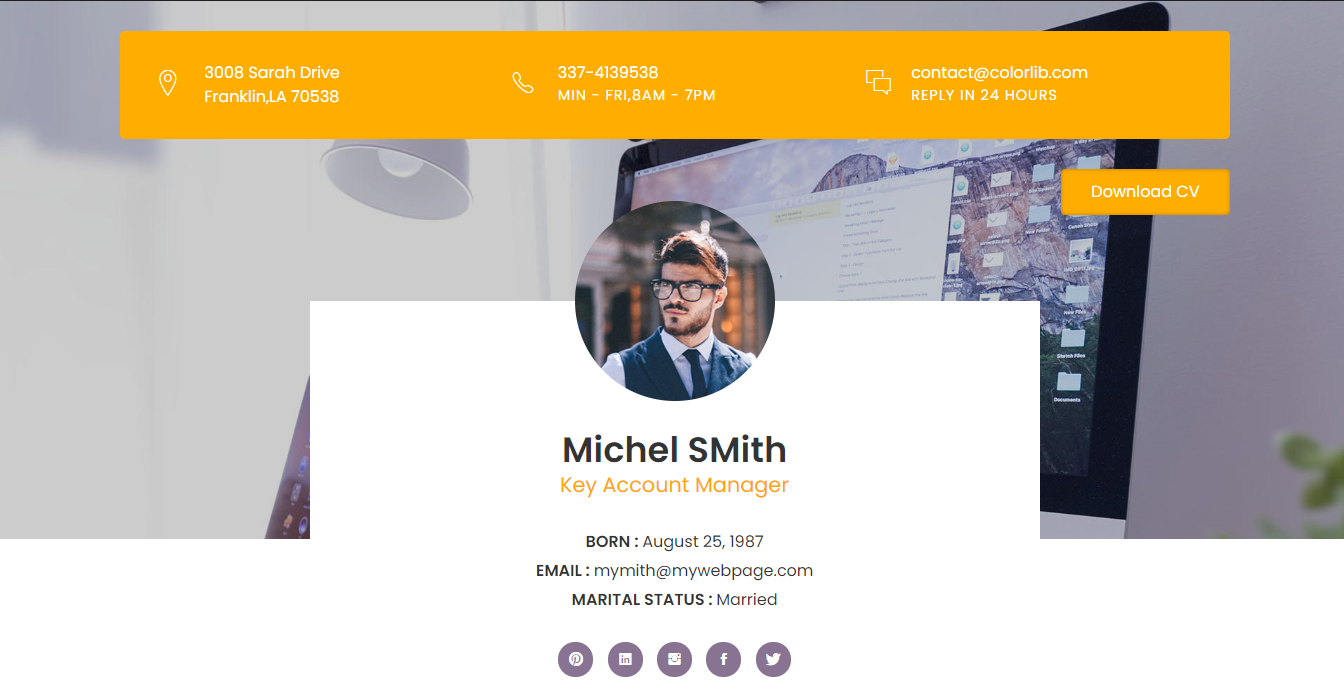 3008 Sarah Drive
Franklin,LA 70538
337-4139538
MIN - FRI,8AM - 7PM
contact@colorlib.com
REPLY IN 24 HOURS
Download CV
Michel SMith
Key Account Manager
BORN : August 25, 1987
EMAIL : mymith@mywebpage.com
MARITAL STATUS : Married